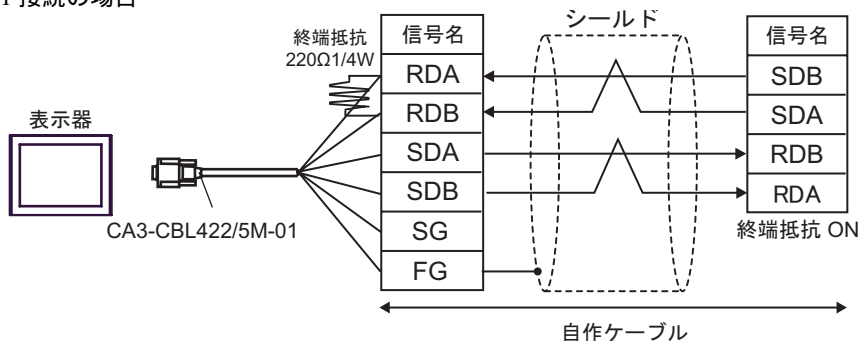 接続の場合
シールド
終端抵抗
220Ω1/4W
信号名
RDA
RDB
SDA
SDB
SG
FG
信号名
SDB
SDA
RDB
RDA
終端抵抗 ON
表示器
CA3-CBL422/5M-01
自作ケーブル